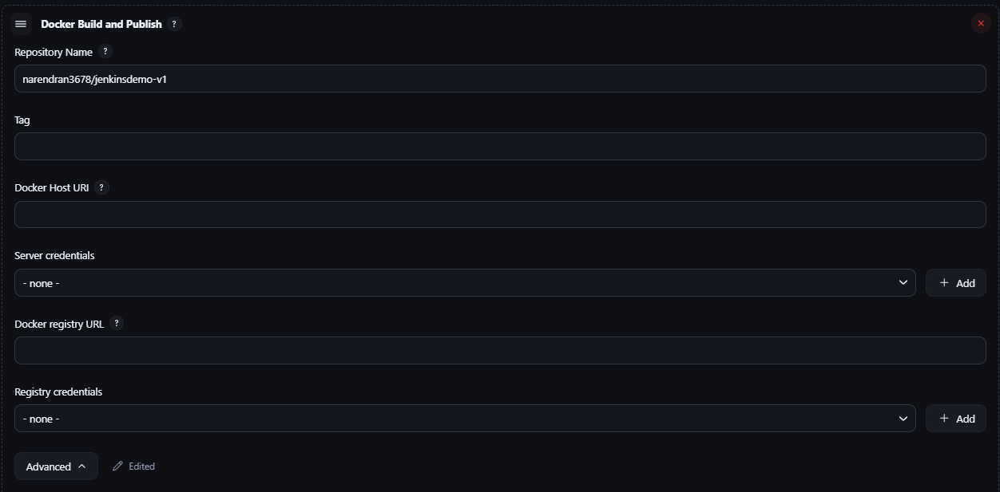 Docker Build and Publish ?
Repository Name ?
narendran3678/jenkinsdemo-v1
Tag
Docker Host URI ?
Server credentials
- none -
+ Add
Docker registry URL ?
Registry credentials
- none -
+ Add
Advanced
Edited